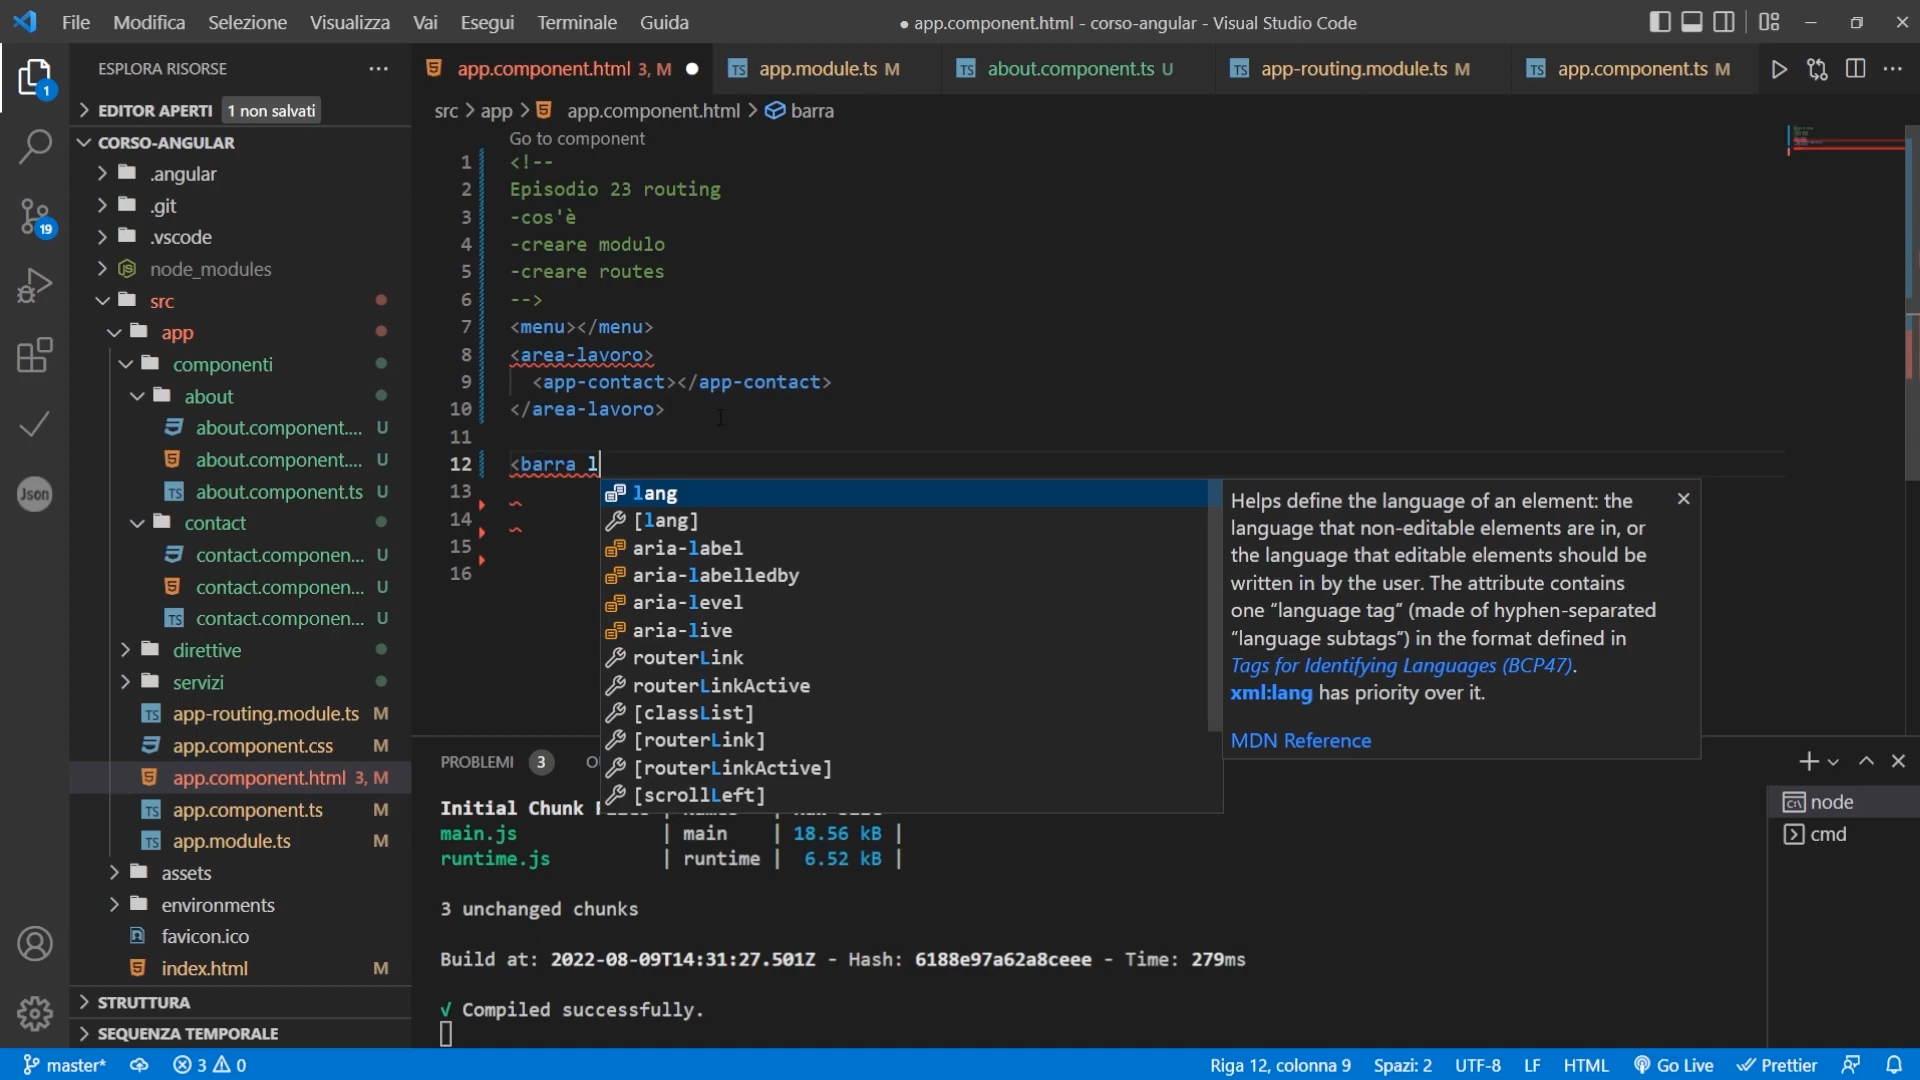 File Modifica Selezione Visualizza Vai Esegui Terminale Guida
● app.component.html - corso-angular - Visual Studio Code
ESPLORA RISORSE
app.component.html 3, M
app.module.ts M
about.component.ts U
app-routing.module.ts M
app.component.ts M
EDITOR APERTI 1 non salvati
src > app > app.component.html > barra
CORSO-ANGULAR
.angular
.git
.vscode
node_modules
src
app
componenti
about
about.component.... U
about.component.... U
about.component.ts U
contact
contact.componen... U
contact.componen... U
contact.componen... U
direttive
servizi
app-routing.module.ts M
app.component.css M
app.component.html 3, M
app.component.ts M
app.module.ts M
assets
environments
favicon.ico
index.html M
STRUTTURA
SEQUENZA TEMPORALE
1
19
Json
Go to component
1 <!--
2 Episodio 23 routing
3 -cos'è
4 -creare modulo
5 -creare routes
6 -->
7 <menu></menu>
8 <area-lavoro>
9 <app-contact></app-contact>
10 </area-lavoro>
11
12 <barra l
13
14
15
16
lang
[lang]
aria-label
aria-labelledby
aria-level
aria-live
routerLink
routerLinkActive
[classList]
[routerLink]
[routerLinkActive]
[scrollLeft]
Helps define the language of an element: the
language that non-editable elements are in, or
the language that editable elements should be
written in by the user. The attribute contains
one “language tag” (made of hyphen-separated
“language subtags”) in the format defined in
Tags for Identifying Languages (BCP47).
xml:lang has priority over it.
MDN Reference
PROBLEMI 3
Initial Chunk
main.js | main | 18.56 kB |
runtime.js | runtime | 6.52 kB |
3 unchanged chunks
Build at: 2022-08-09T14:31:27.501Z - Hash: 6188e97a62a8ceee - Time: 279ms
√ Compiled successfully.
node
cmd
master* 3 0
Riga 12, colonna 9 Spazi: 2 UTF-8 LF HTML Go Live Prettier